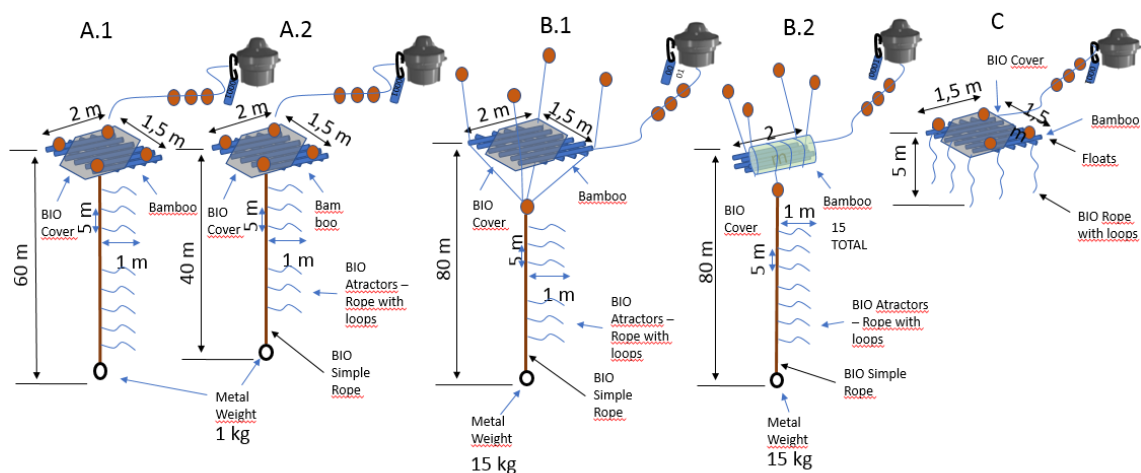 A.1
1001
2 m
1,5 m
BIO
Cover
Bamboo
5 m
1 m
60 m
A.2
1001
2 m
1,5 m
BIO
Cover
Bam
boo
5 m
1 m
40 m
BIO
Atractors –
Rope with
loops
BIO
Simple
Rope
Metal
Weight
1 kg
B.1
2 m
1,5 m
BIO
Cover
Bamboo
5 m
1 m
80 m
BIO
Atractors
– Rope with
loops
BIO
Simple
Rope
Metal
Weight
15 kg
B.2
2
m
BIO
Cover
Bamboo
1 m
15
TOTAL
5 m
80 m
BIO Atractors
– Rope with
loops
BIO Simple
Rope
Metal
Weight
15 kg
C
BIO Cover
1,5 m
1,5
m
Bamboo
Floats
5 m
BIO Rope
with loops